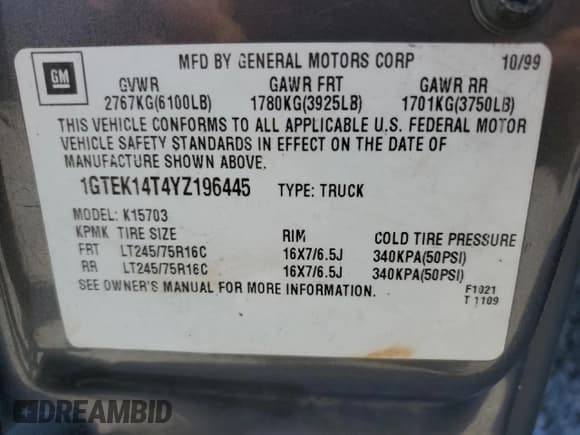 GM
MFD BY GENERAL MOTORS CORP 10/99
GVWR GAWR FRT GAWR RR
2767KG(6100LB) 1780KG(3925LB) 1701KG(3750LB)
THIS VEHICLE CONFORMS TO ALL APPLICABLE U.S. FEDERAL MOTOR
VEHICLE SAFETY STANDARDS IN EFFECT ON THE DATE OF
MANUFACTURE SHOWN ABOVE.
1GTEK14T4YZ196445 TYPE: TRUCK
MODEL: K15703
KPMK TIRE SIZE RIM COLD TIRE PRESSURE
FRT LT245/75R16C 16X7/6.5J 340KPA(50PSI)
RR LT245/75R16C 16X7/6.5J 340KPA(50PSI)
SEE OWNER'S MANUAL FOR MORE INFORMATION. F1021
T 1109
DREAMBID